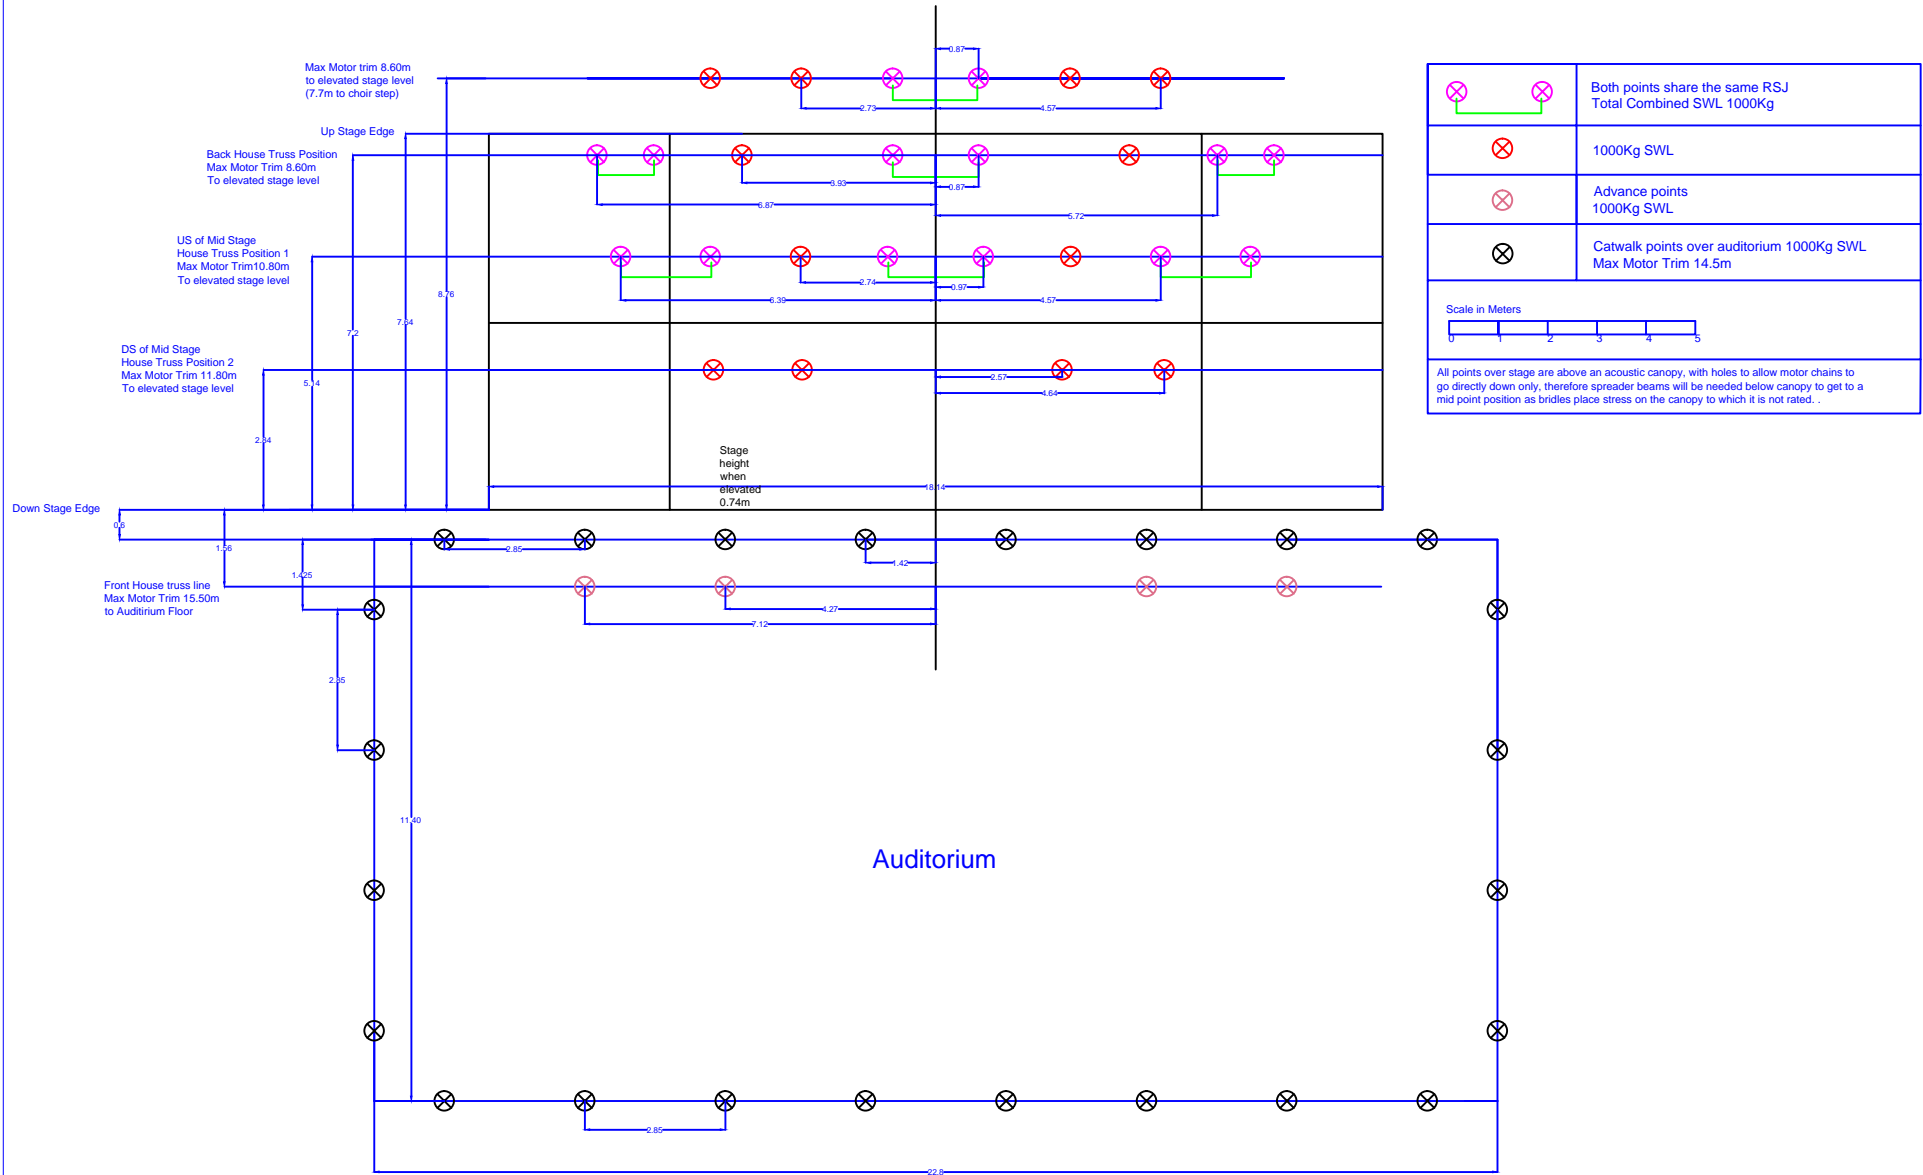 0.87
Max Motor trim 8.60m
to elevated stage level
(7.7m to choir step)
2.73
4.57
Up Stage Edge
Back House Truss Position
Max Motor Trim 8.60m
To elevated stage level
3.93
0.87
6.87
5.72
US of Mid Stage
House Truss Position 1
Max Motor Trim10.80m
To elevated stage level
2.74
0.97
6.39
4.57
8.76
7.64
7.2
5.14
DS of Mid Stage
House Truss Position 2
Max Motor Trim 11.80m
To elevated stage level
2.57
4.64
2.84
Stage
height
when
elevated
0.74m
18.14
Down Stage Edge
0.6
1.56
2.85
1.42
1.425
Front House truss line
Max Motor Trim 15.50m
to Auditirium Floor
4.27
7.12
2.85
11.40
Auditorium
2.85
22.8
Both points share the same RSJ
Total Combined SWL 1000Kg
1000Kg SWL
Advance points
1000Kg SWL
Catwalk points over auditorium 1000Kg SWL
Max Motor Trim 14.5m
Scale in Meters
0 1 2 3 4 5
All points over stage are above an acoustic canopy, with holes to allow motor chains to
go directly down only, therefore spreader beams will be needed below canopy to get to a
mid point position as bridles place stress on the canopy to which it is not rated. .